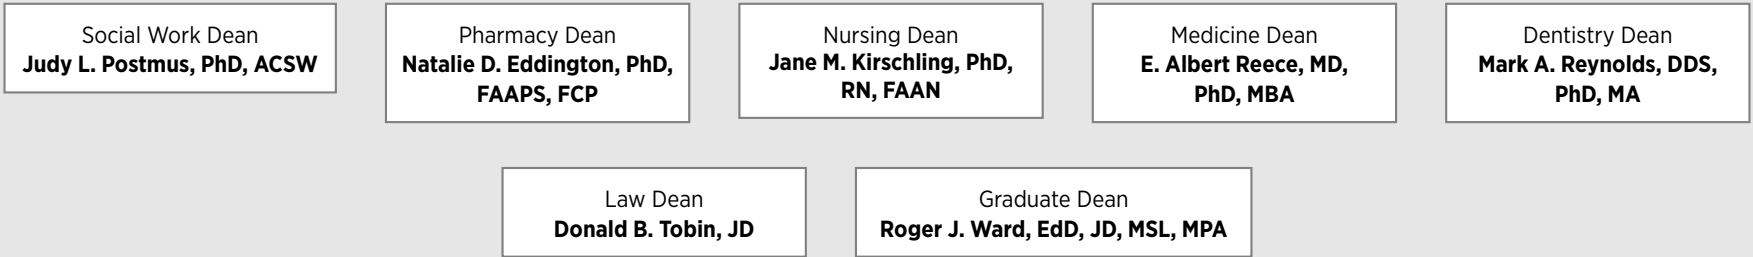 Social Work Dean
Judy L. Postmus, PhD, ACSW
Pharmacy Dean
Natalie D. Eddington, PhD,
FAAPS, FCP
Nursing Dean
Jane M. Kirschling, PhD,
RN, FAAN
Medicine Dean
E. Albert Reece, MD,
PhD, MBA
Dentistry Dean
Mark A. Reynolds, DDS,
PhD, MA
Law Dean
Donald B. Tobin, JD
Graduate Dean
Roger J. Ward, EdD, JD, MSL, MPA